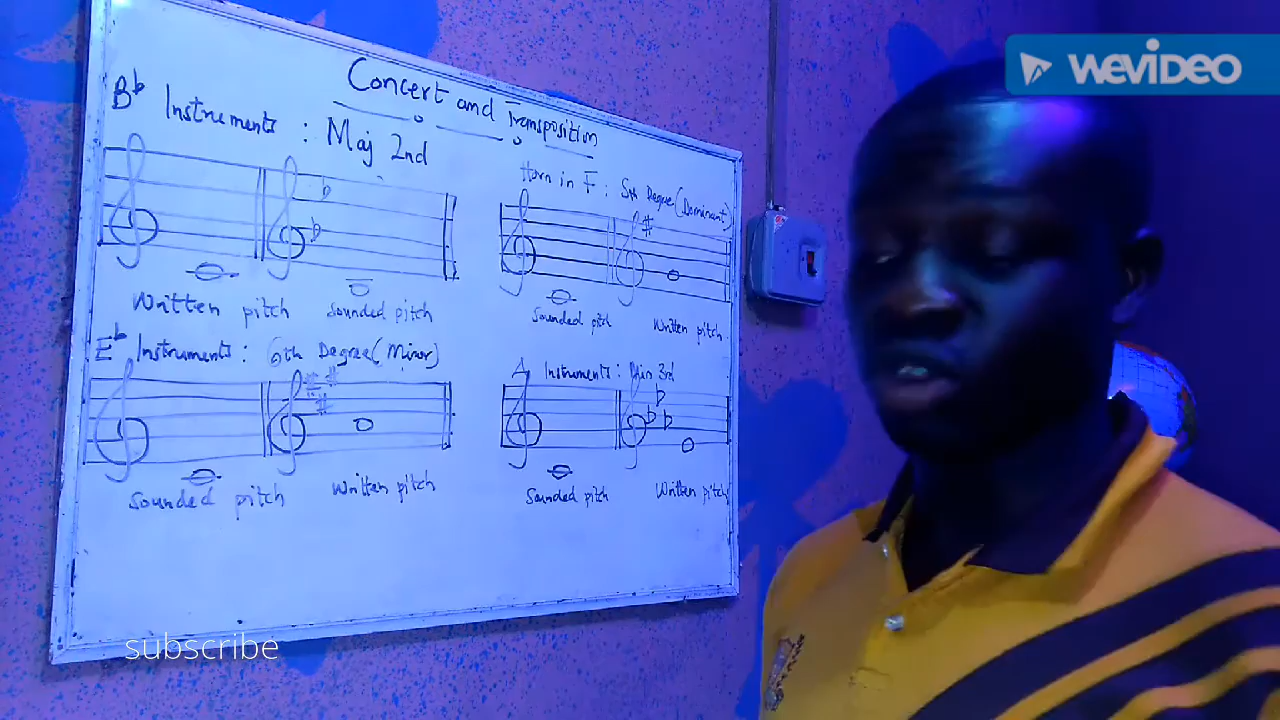 WEVIDEO
Concert and Transposition
B♭ Instruments : Maj 2nd
Written pitch sounded pitch
Horn in F : 5th Degree (Dominant)
Sounded pitch Written pitch
E♭ Instruments : 6th Degree (Minor)
Sounded pitch Written pitch
A Instruments : Min 3rd
Sounded pitch Written pitch
subscribe